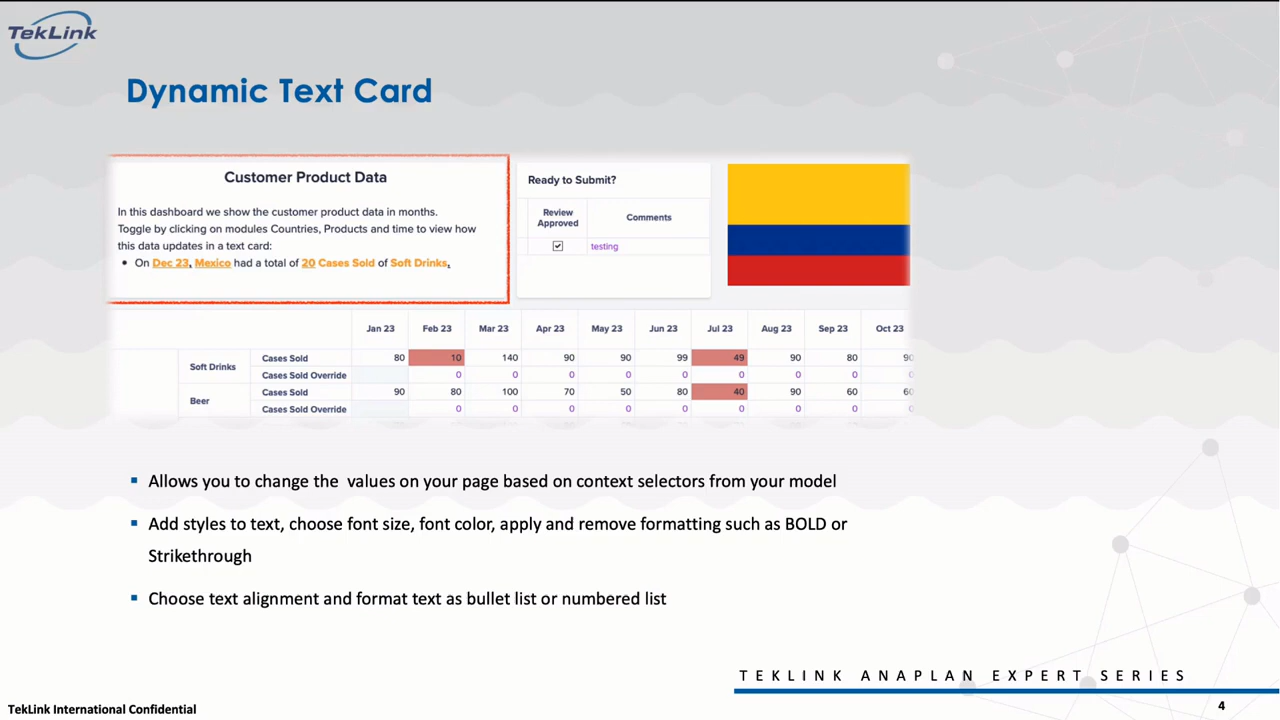 TekLink
Dynamic Text Card
Customer Product Data
In this dashboard we show the customer product data in months.
Toggle by clicking on modules Countries, Products and time to view how
this data updates in a text card:
• On Dec 23, Mexico had a total of 20 Cases Sold of Soft Drinks.
Ready to Submit?
Review Approved Comments
testing
Jan 23 Feb 23 Mar 23 Apr 23 May 23 Jun 23 Jul 23 Aug 23 Sep 23 Oct 23
Soft Drinks
Cases Sold 80 10 140 90 90 99 49 90 80 90
Cases Sold Override 0 0 0 0 0 0 0 0 0
Beer
Cases Sold 90 80 100 70 50 80 40 90 60 60
Cases Sold Override 0 0 0 0 0 0 0 0 0
▪ Allows you to change the values on your page based on context selectors from your model
▪ Add styles to text, choose font size, font color, apply and remove formatting such as BOLD or
Strikethrough
▪ Choose text alignment and format text as bullet list or numbered list
TEKLINK ANAPLAN EXPERT SERIES
TekLink International Confidential
4